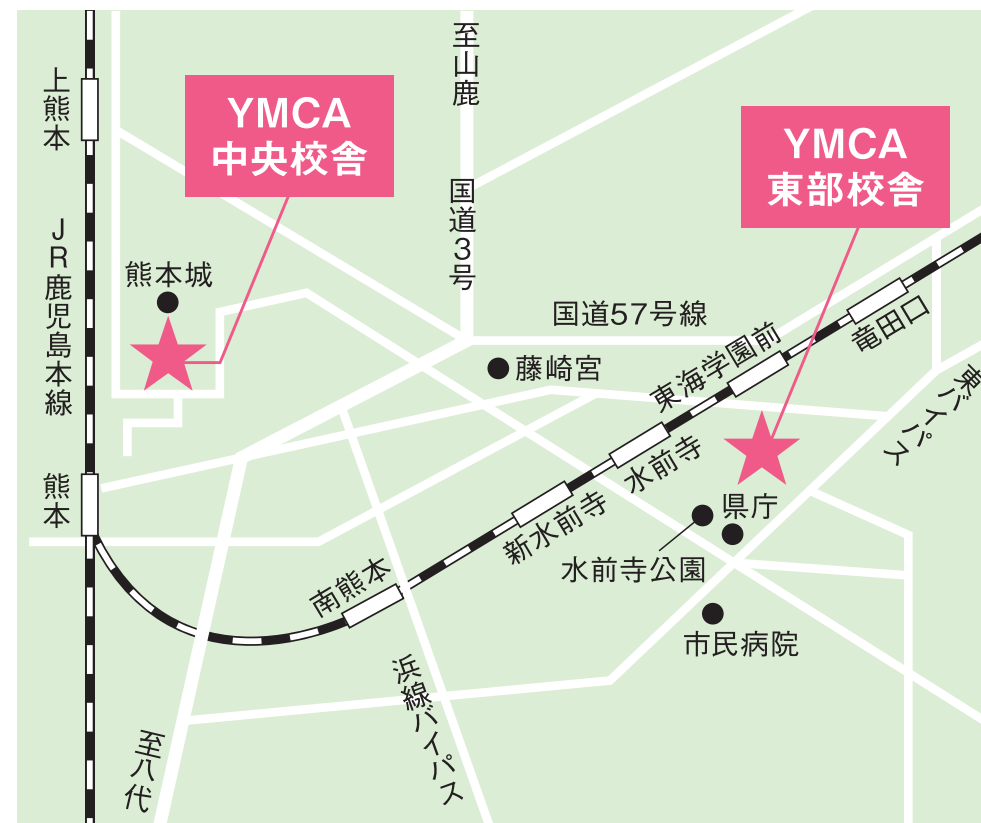 至山鹿
上熊本
YMCA
中央校舎
YMCA
東部校舎
国道3号
JR鹿児島本線
熊本城
国道57号線
竜田口
東海学園前
藤崎宮
東バイパス
水前寺
熊本
県庁
新水前寺
水前寺公園
南熊本
市民病院
浜線バイパス
至八代